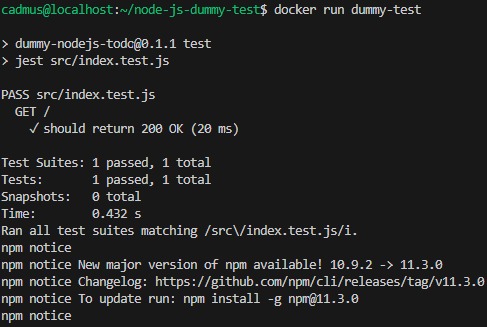 cadmus@localhost:~/node-js-dummy-test$ docker run dummy-test
> dummy-nodejs-todo@0.1.1 test
> jest src/index.test.js
PASS src/index.test.js
GET /
✓ should return 200 OK (20 ms)
Test Suites: 1 passed, 1 total
Tests:       1 passed, 1 total
Snapshots:   0 total
Time:        0.432 s
Ran all test suites matching /src\/index.test.js/i.
npm notice
npm notice New major version of npm available! 10.9.2 -> 11.3.0
npm notice Changelog: https://github.com/npm/cli/releases/tag/v11.3.0
npm notice To update run: npm install -g npm@11.3.0
npm notice